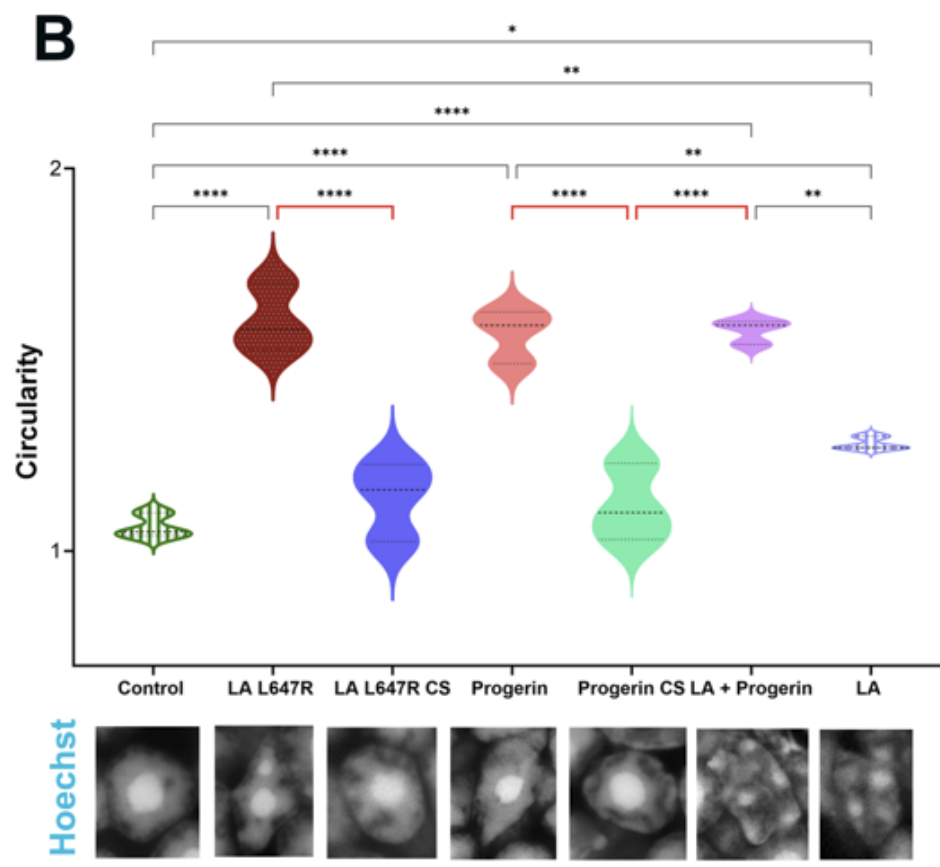 B
*
**
****
**** **
**** **** **** **** **
2
1
Circularity
Control LA L647R LA L647R CS Progerin Progerin CS LA + Progerin LA
Hoechst